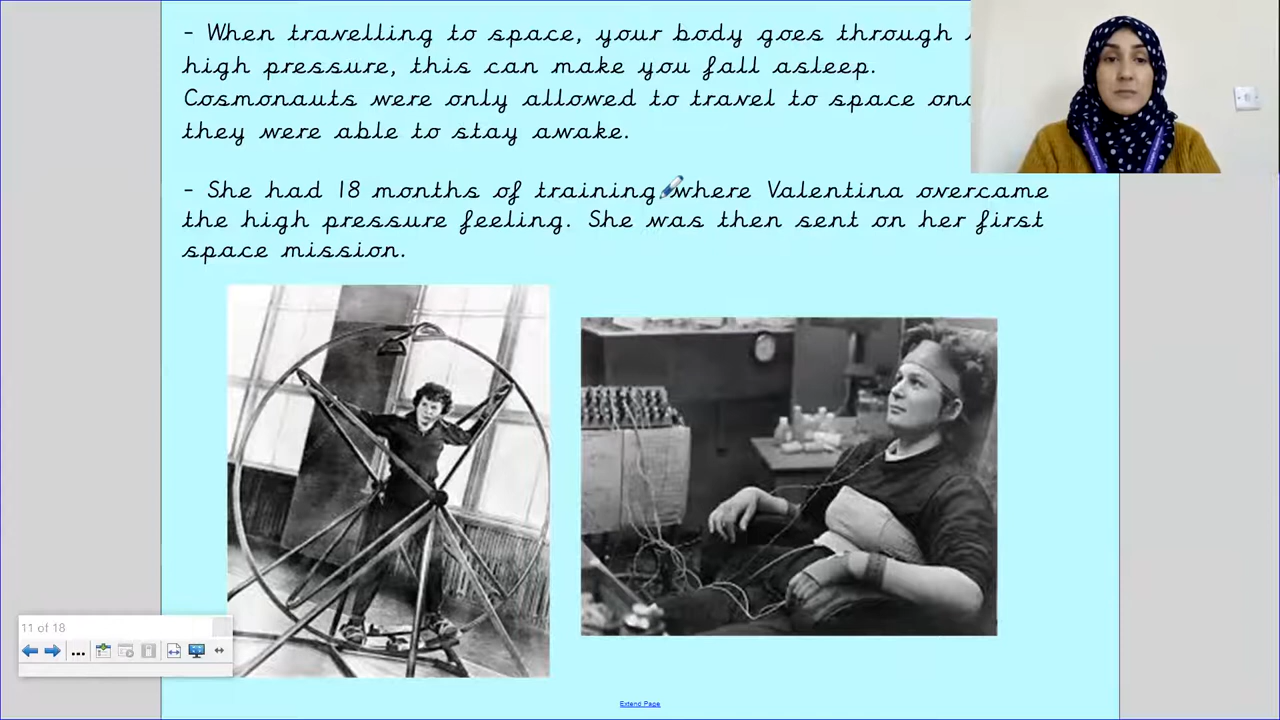 - When travelling to space, your body goes through
high pressure, this can make you fall asleep.
Cosmonauts were only allowed to travel to space
they were able to stay awake.
- She had 18 months of training where Valentina overcame
the high pressure feeling. She was then sent on her first
space mission.
11 of 18
...
Extend Page